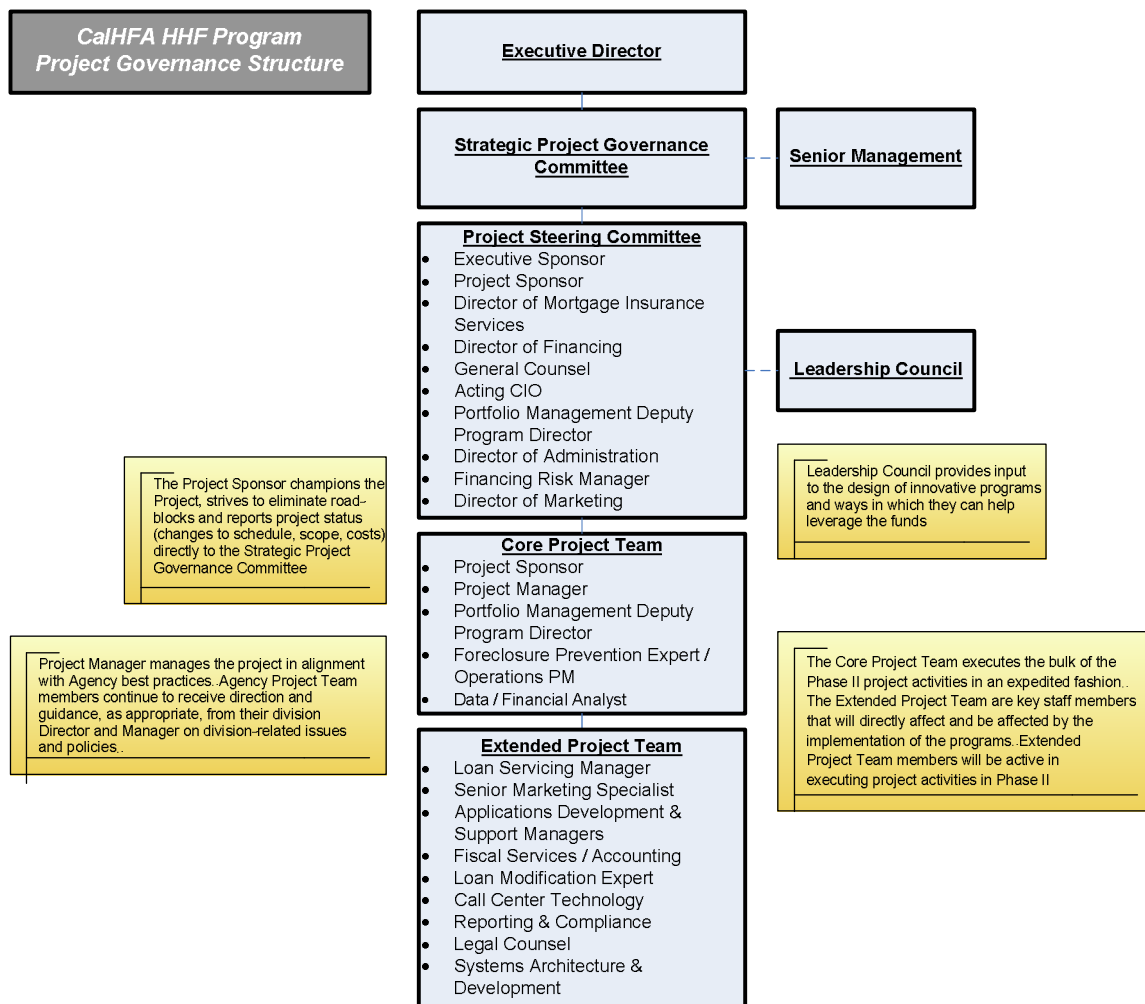 CalHFA HHF Program
Project Governance Structure
Executive Director
Strategic Project Governance
Committee
Senior Management
Project Steering Committee
• Executive Sponsor
• Project Sponsor
• Director of Mortgage Insurance
Services
• Director of Financing
• General Counsel
• Acting CIO
• Portfolio Management Deputy
Program Director
• Director of Administration
• Financing Risk Manager
• Director of Marketing
Leadership Council
The Project Sponsor champions the
Project, strives to eliminate road-
blocks and reports project status
(changes to schedule, scope, costs)
directly to the Strategic Project
Governance Committee
Leadership Council provides input
to the design of innovative programs
and ways in which they can help
leverage the funds
Core Project Team
• Project Sponsor
• Project Manager
• Portfolio Management Deputy
Program Director
• Foreclosure Prevention Expert /
Operations PM
• Data / Financial Analyst
Project Manager manages the project in alignment
with Agency best practices..Agency Project Team
members continue to receive direction and
guidance, as appropriate, from their division
Director and Manager on division-related issues
and policies..
The Core Project Team executes the bulk of the
Phase II project activities in an expedited fashion..
The Extended Project Team are key staff members
that will directly affect and be affected by the
implementation of the programs..Extended
Project Team members will be active in
executing project activities in Phase II
Extended Project Team
• Loan Servicing Manager
• Senior Marketing Specialist
• Applications Development &
Support Managers
• Fiscal Services / Accounting
• Loan Modification Expert
• Call Center Technology
• Reporting & Compliance
• Legal Counsel
• Systems Architecture &
Development